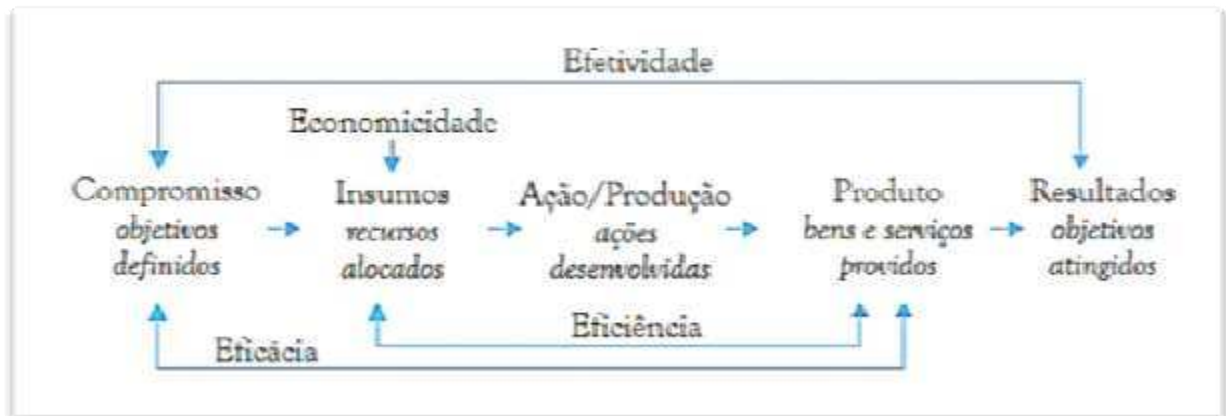 Efetividade
Economicidade
Compromisso
objetivos
definidos
Insumos
recursos
alocados
Ação/Produção
ações
desenvolvidas
Produto
bens e serviços
providos
Resultados
objetivos
atingidos
Eficiência
Eficácia